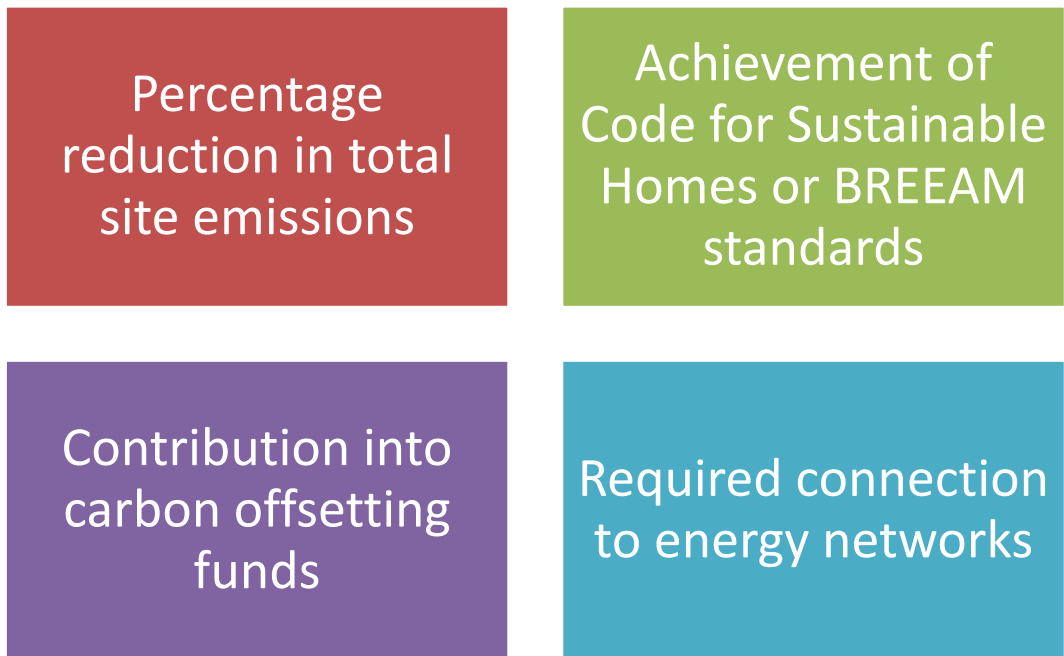 Percentage
reduction in total
site emissions
Achievement of
Code for Sustainable
Homes or BREEAM
standards
Contribution into
carbon offsetting
funds
Required connection
to energy networks